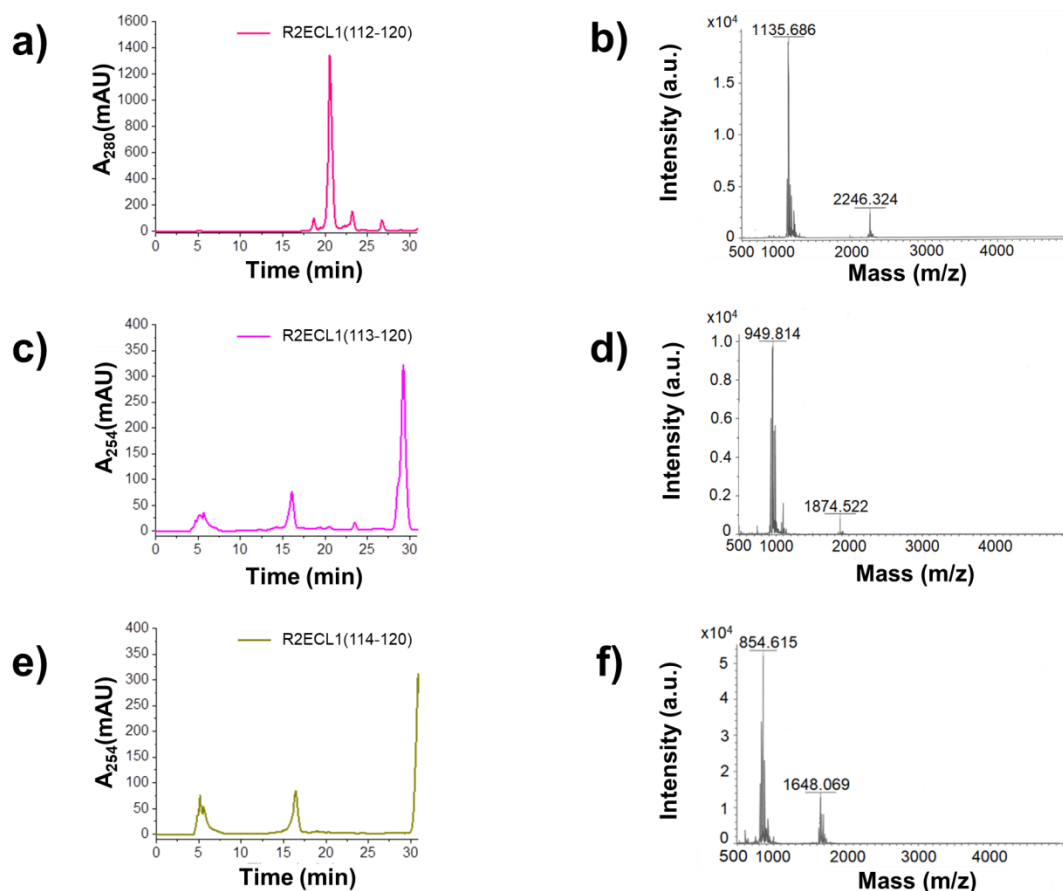 a)
R2ECL1(112-120)
A280(mAU)
1600
1400
1200
1000
800
600
400
200
0
0 5 10 15 20 25 30
Time (min)
b)
x10^4
1135.686
2246.324
Intensity (a.u.)
1.5
1.0
0.5
0.0
500 1000 2000 3000 4000
Mass (m/z)
c)
R2ECL1(113-120)
A254(mAU)
400
350
300
250
200
150
100
50
0
0 5 10 15 20 25 30
Time (min)
d)
x10^4
949.814
1874.522
Intensity (a.u.)
1.0
0.8
0.6
0.4
0.2
0.0
500 1000 2000 3000 4000
Mass (m/z)
e)
R2ECL1(114-120)
A254(mAU)
400
350
300
250
200
150
100
50
0
0 5 10 15 20 25 30
Time (min)
f)
x10^4
854.615
1648.069
Intensity (a.u.)
5
4
3
2
1
0
500 1000 2000 3000 4000
Mass (m/z)